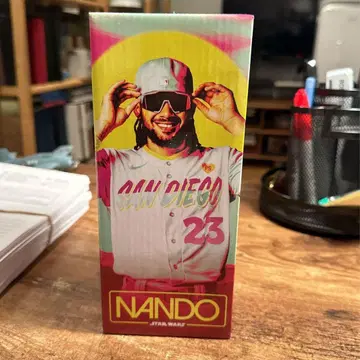 SAN DIEGO
23
NANDO
STAR WARS